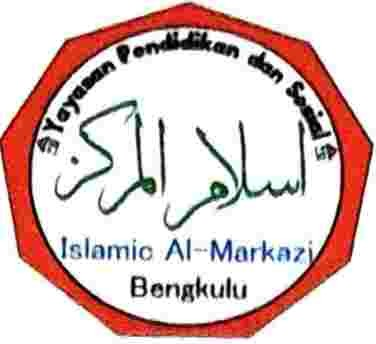 Yayasan Pendidikan dan Sosial
اسلام المركز
Islamic Al-Markazi
Bengkulu